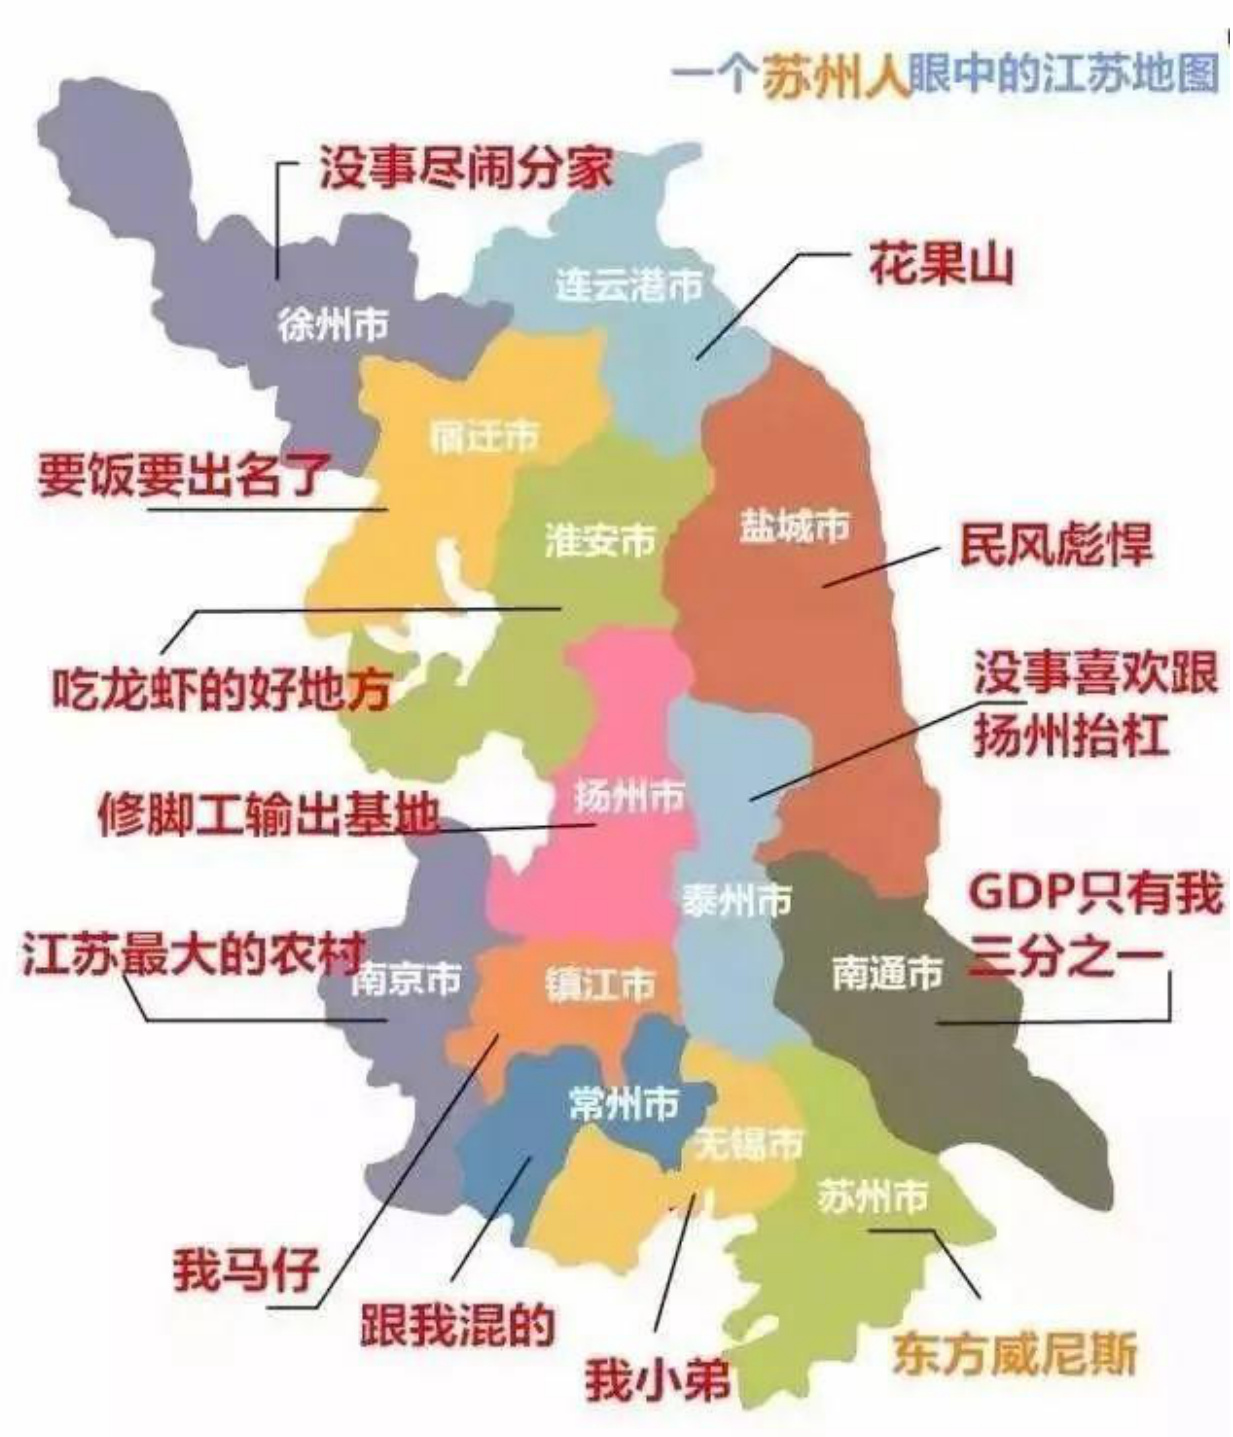 一个苏州人眼中的江苏地图
没事尽闹分家
花果山
连云港市
徐州市
宿迁市
要饭要出名了
淮安市
盐城市
民风彪悍
吃龙虾的好地方
没事喜欢跟
扬州抬杠
扬州市
修脚工输出基地
泰州市
GDP只有我
三分之一
江苏最大的农村
南京市
镇江市
南通市
常州市
无锡市
苏州市
我马仔
跟我混的
我小弟
东方威尼斯